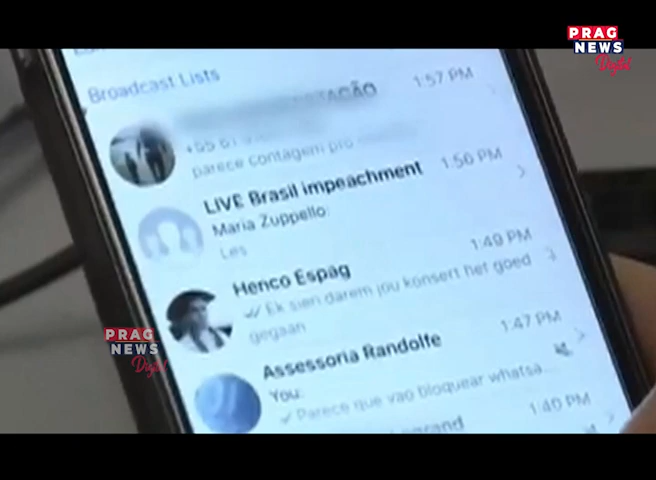 PRAG
NEWS
Digital
Broadcast Lists
1:57 PM
parece contagem pro
LIVE Brasil impeachment
1:50 PM
Maria Zuppello:
Les
Henco Espag
1:49 PM
Ek sien darem jou konsert het goed
gegaan
Assessoria Randolfe
1:47 PM
You:
Parece que vao bloquear whatsa...
1:40 PM
PRAG
NEWS
Digital